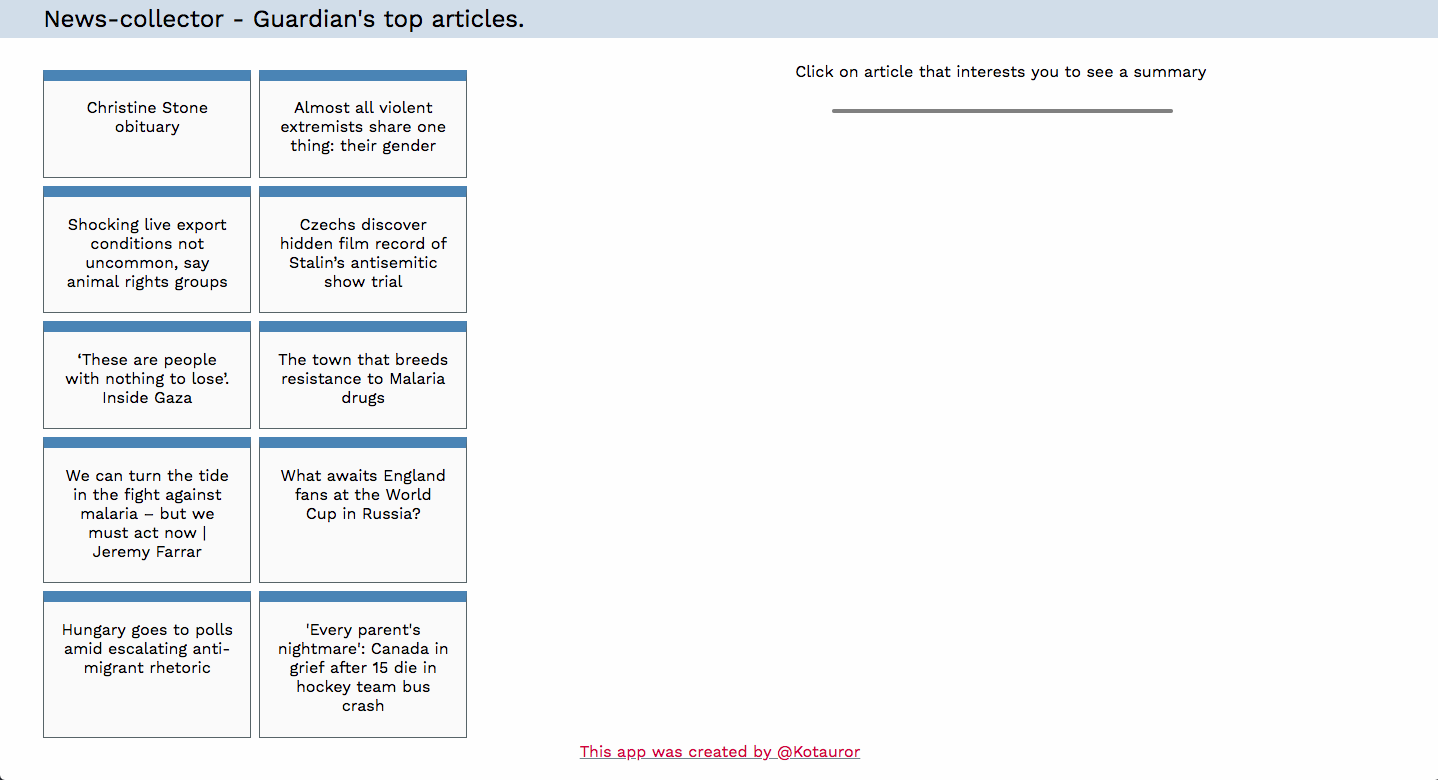 News-collector - Guardian's top articles.
Click on article that interests you to see a summary
Christine Stone
obituary
Almost all violent
extremists share one
thing: their gender
Shocking live export
conditions not
uncommon, say
animal rights groups
Czechs discover
hidden film record of
Stalin’s antisemitic
show trial
‘These are people
with nothing to lose’.
Inside Gaza
The town that breeds
resistance to Malaria
drugs
We can turn the tide
in the fight against
malaria – but we
must act now |
Jeremy Farrar
What awaits England
fans at the World
Cup in Russia?
Hungary goes to polls
amid escalating anti-
migrant rhetoric
'Every parent's
nightmare': Canada in
grief after 15 die in
hockey team bus
crash
This app was created by @Kotauror